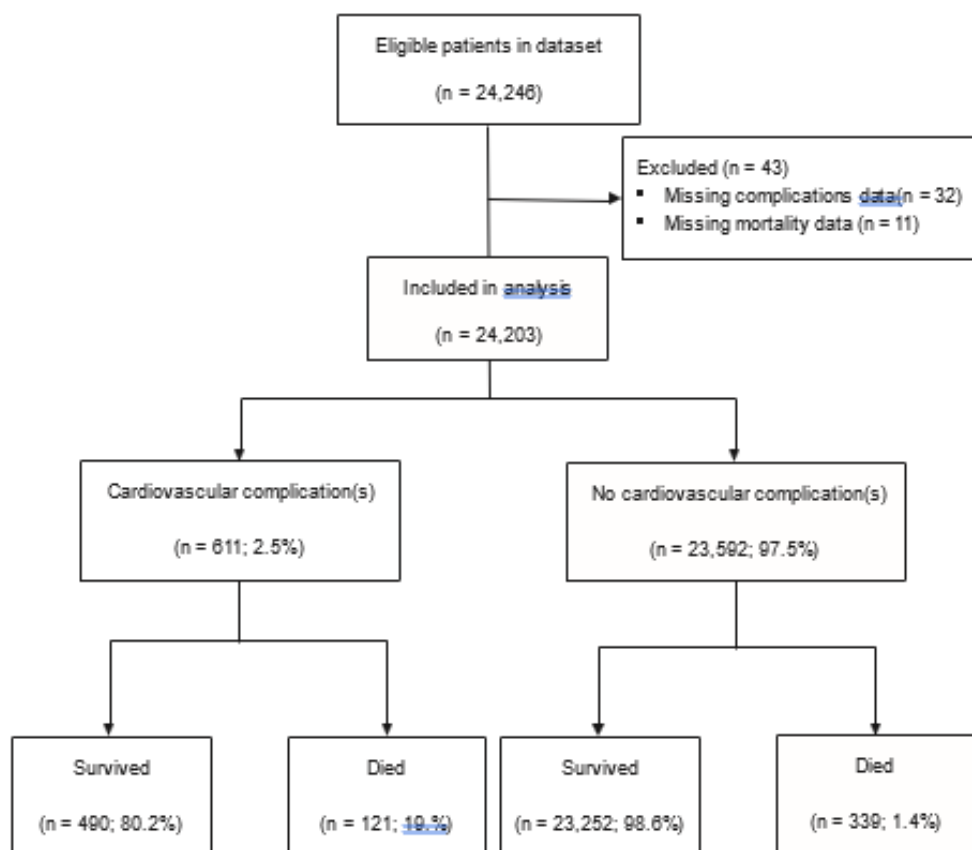 Eligible patients in dataset
(n = 24,246)
Excluded (n = 43)
▪ Missing complications data(n = 32)
▪ Missing mortality data (n = 11)
Included in analysis
(n = 24,203)
Cardiovascular complication(s)
(n = 611; 2.5%)
No cardiovascular complication(s)
(n = 23,592; 97.5%)
Survived
(n = 490; 80.2%)
Died
(n = 121; 19.%)
Survived
(n = 23,252; 98.6%)
Died
(n = 339; 1.4%)